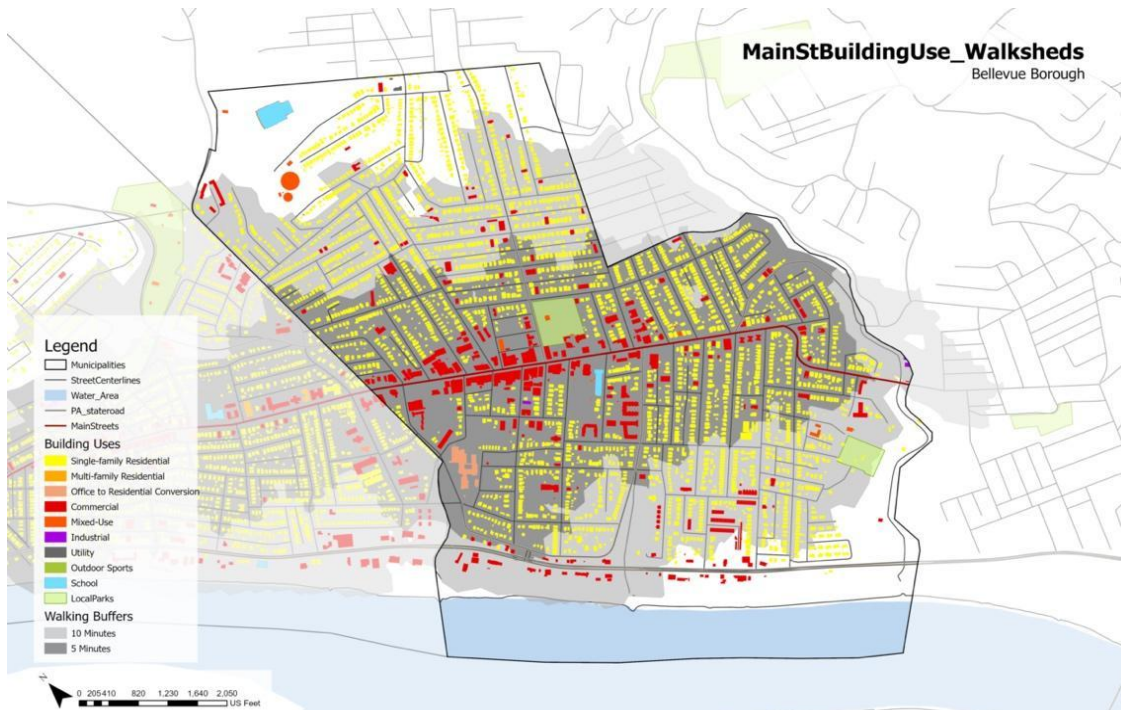 MainStBuildingUse_Walksheds
Bellevue Borough
Legend
Municipalities
StreetCenterlines
Water_Area
PA_stateroad
MainStreets
Building Uses
Single-family Residential
Multi-family Residential
Office to Residential Conversion
Commercial
Mixed-Use
Industrial
Utility
Outdoor Sports
School
LocalParks
Walking Buffers
10 Minutes
5 Minutes
N
0 205410 820 1,230 1,640 2,050
US Feet